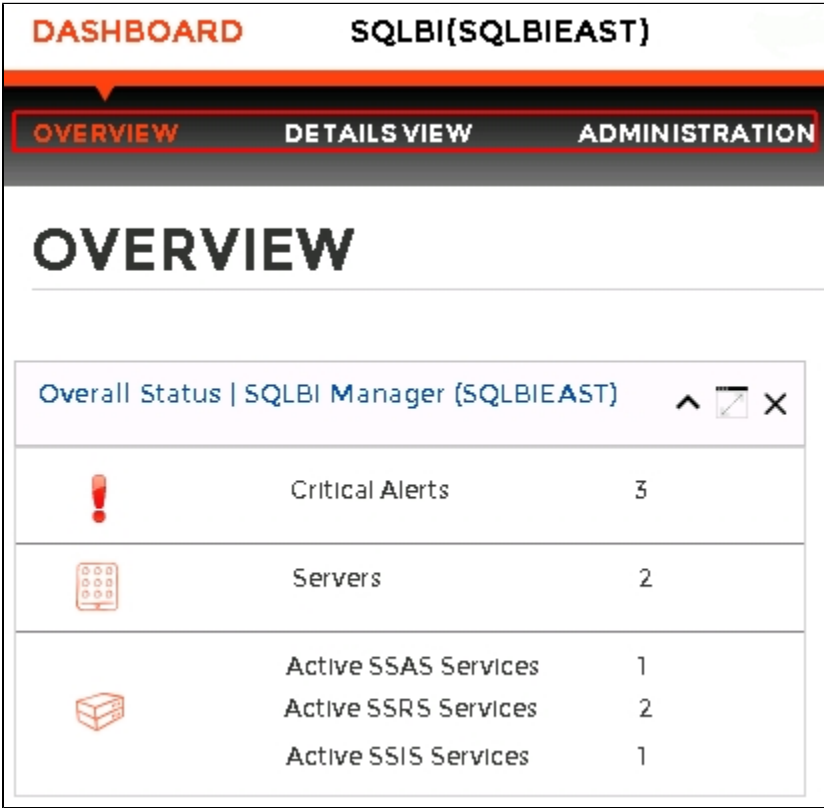 DASHBOARD SQLBI(SQLBIEAST)
OVERVIEW DETAILS VIEW ADMINISTRATION
OVERVIEW
Overall Status | SQLBI Manager (SQLBIEAST)
Critical Alerts 3
Servers 2
Active SSAS Services 1
Active SSRS Services 2
Active SSIS Services 1